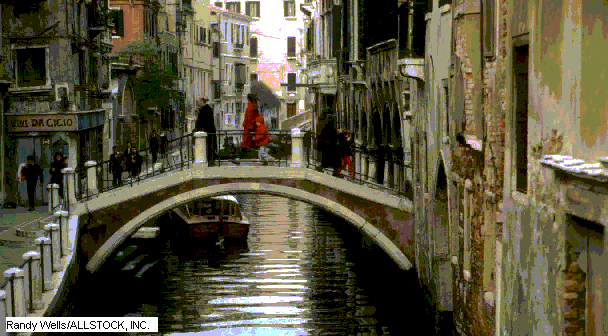 VINI DA GIGIO
Randy Wells/ALLSTOCK, INC.